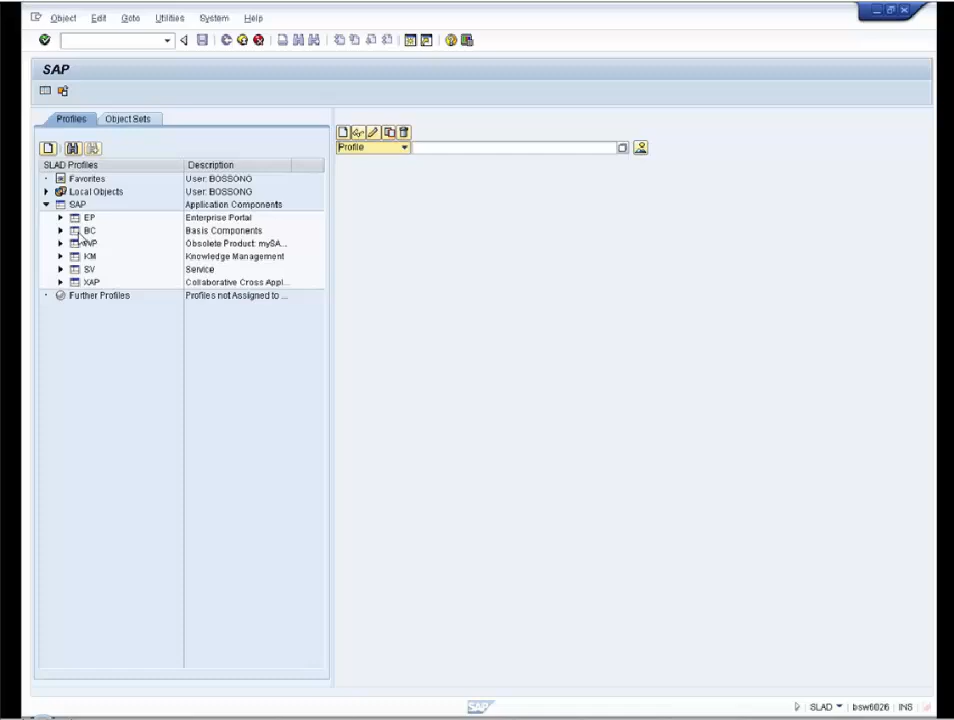 Object Edit Goto Utilities System Help
SAP
Profiles Object Sets
Profile
SLAD Profiles Description
Favorites User: BOSSONG
Local Objects User: BOSSONG
SAP Application Components
EP Enterprise Portal
BC Basis Components
Obsolete Product: mySA...
KM Knowledge Management
SV Service
XAP Collaborative Cross Appl...
Further Profiles Profiles not Assigned to ...
SAP
SLAD bsw6026 INS